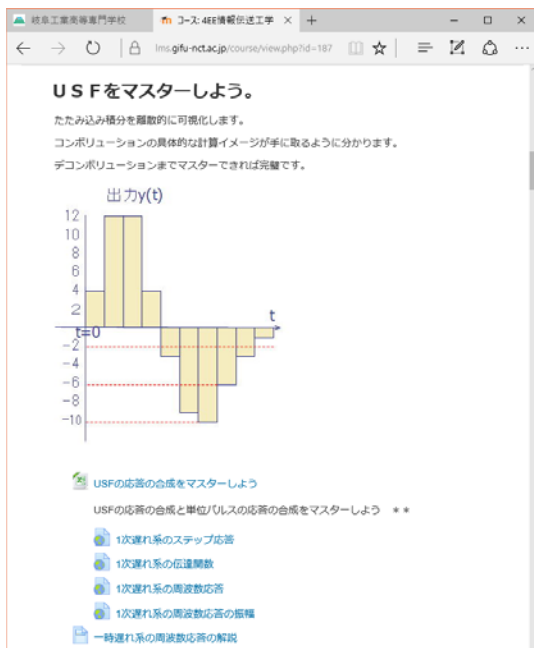 岐阜工業高等専門学校
コース: 4EE情報伝送工学
lms.gifu-nct.ac.jp/course/view.php?id=187
USFをマスターしよう。
たたみ込み積分を離散的に可視化します。
コンボリューションの具体的な計算イメージが手に取るように分かります。
デコンボリューションまでマスターできれば完璧です。
出力y(t)
12
10
8
6
4
2
t
t=0
-2
-4
-6
-8
-10
USFの応答の合成をマスターしよう
USFの応答の合成と単位パルスの応答の合成をマスターしよう **
1次遅れ系のステップ応答
1次遅れ系の伝達関数
1次遅れ系の周波数応答
1次遅れ系の周波数応答の振幅
一時遅れ系の周波数応答の解説